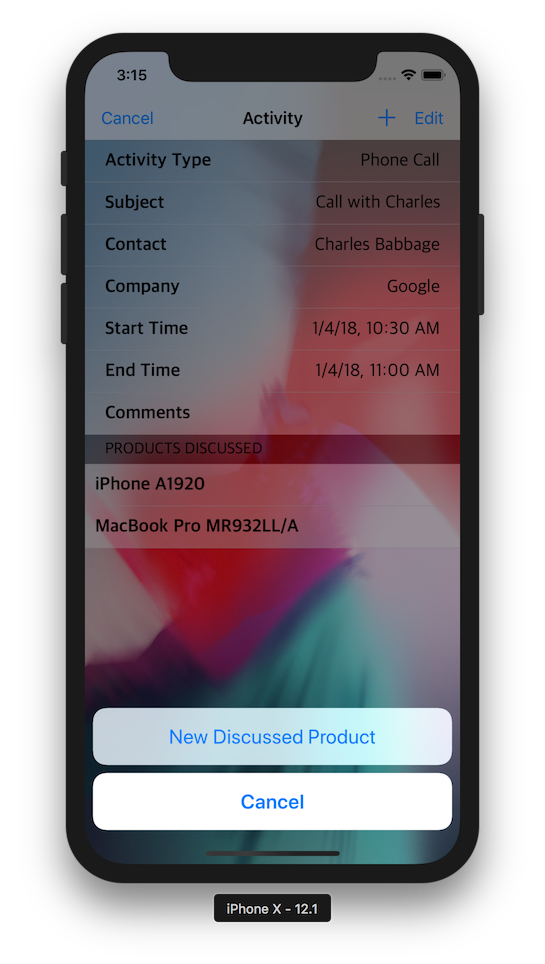 3:15
Cancel Activity + Edit
Activity Type Phone Call
Subject Call with Charles
Contact Charles Babbage
Company Google
Start Time 1/4/18, 10:30 AM
End Time 1/4/18, 11:00 AM
Comments
PRODUCTS DISCUSSED
iPhone A1920
MacBook Pro MR932LL/A
New Discussed Product
Cancel
iPhone X - 12.1